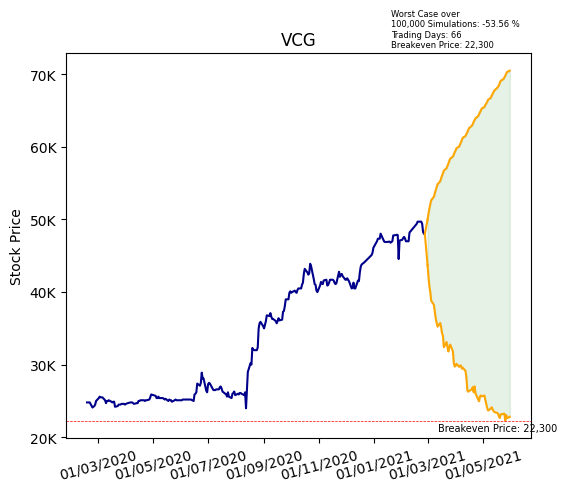 Worst Case over
100,000 Simulations: -53.56 %
Trading Days: 66
Breakeven Price: 22,300
VCG
Stock Price
70K
60K
50K
40K
30K
20K
Breakeven Price: 22,300
01/03/2020 01/05/2020 01/07/2020 01/09/2020 01/11/2020 01/01/2021 01/03/2021 01/05/2021